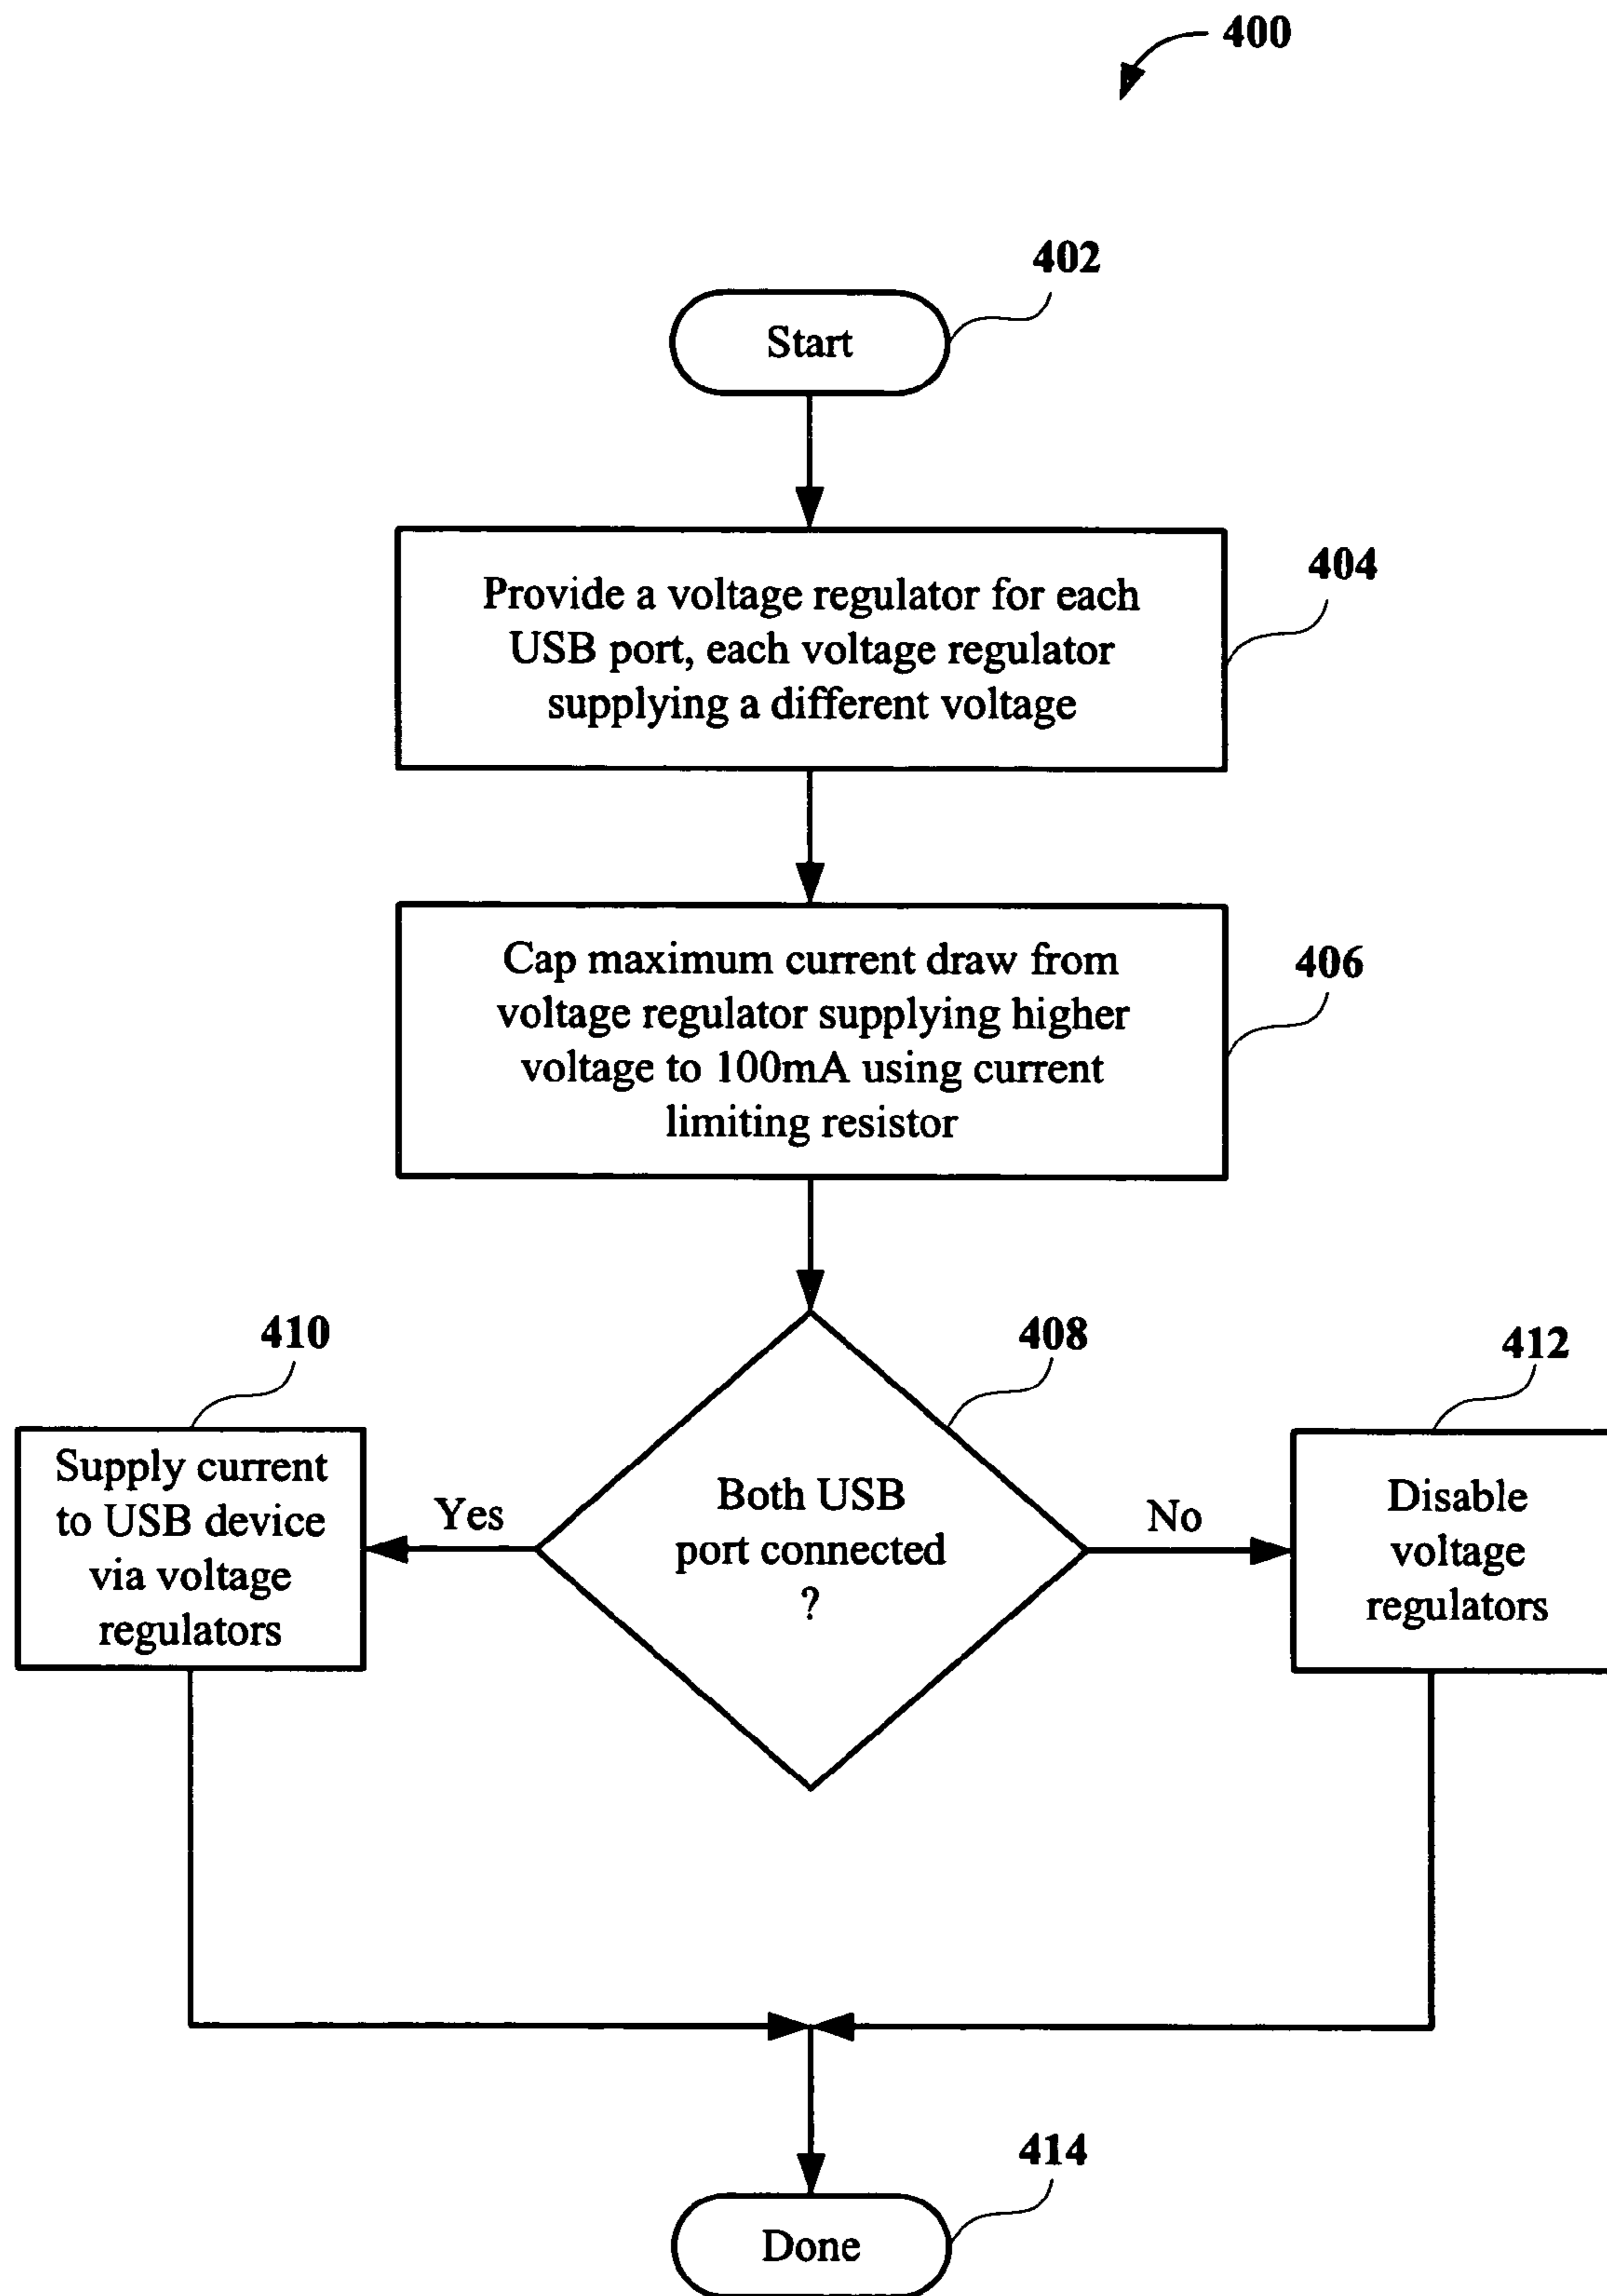 400
402
Start
404
Provide a voltage regulator for each
USB port, each voltage regulator
supplying a different voltage
406
Cap maximum current draw from
voltage regulator supplying higher
voltage to 100mA using current
limiting resistor
410
408
412
Supply current
to USB device
via voltage
regulators
Yes
Both USB
port connected
?
No
Disable
voltage
regulators
414
Done